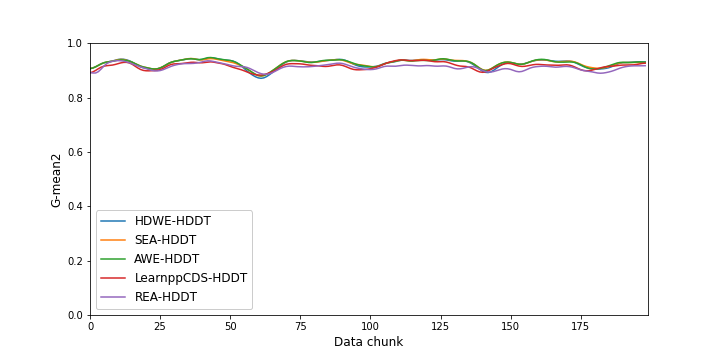 1.0
0.8
0.6
0.4
0.2
0.0
G-mean2
HDWE-HDDT
SEA-HDDT
AWE-HDDT
LearnppCDS-HDDT
REA-HDDT
0 25 50 75 100 125 150 175
Data chunk